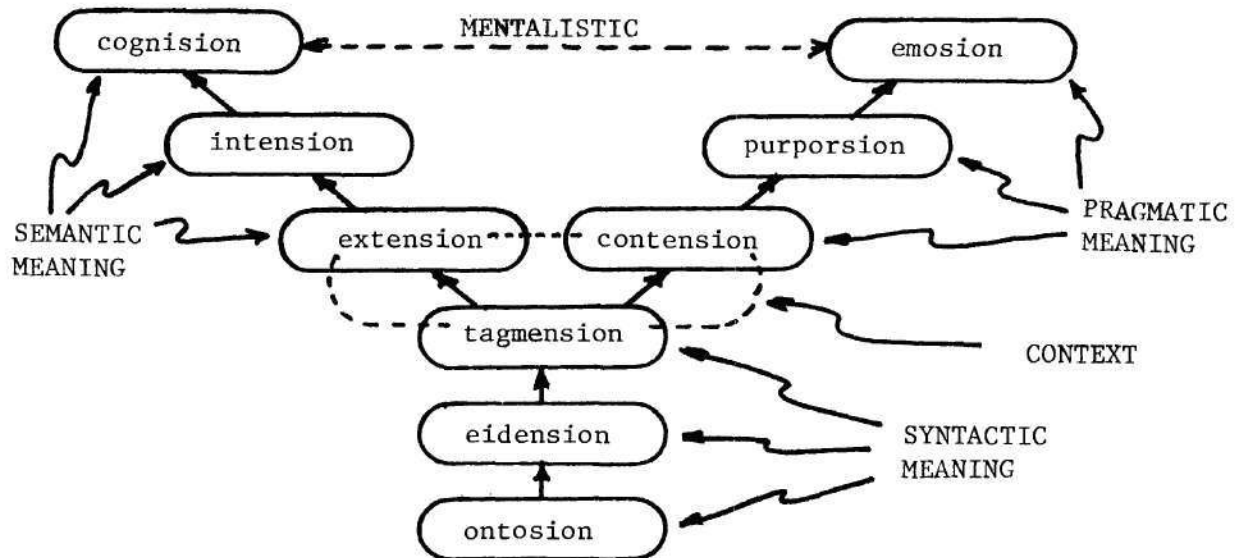 cognision
MENTALISTIC
emosion
intension
purporsion
SEMANTIC
MEANING
extension
contension
PRAGMATIC
MEANING
tagmension
CONTEXT
eidension
SYNTACTIC
MEANING
ontosion